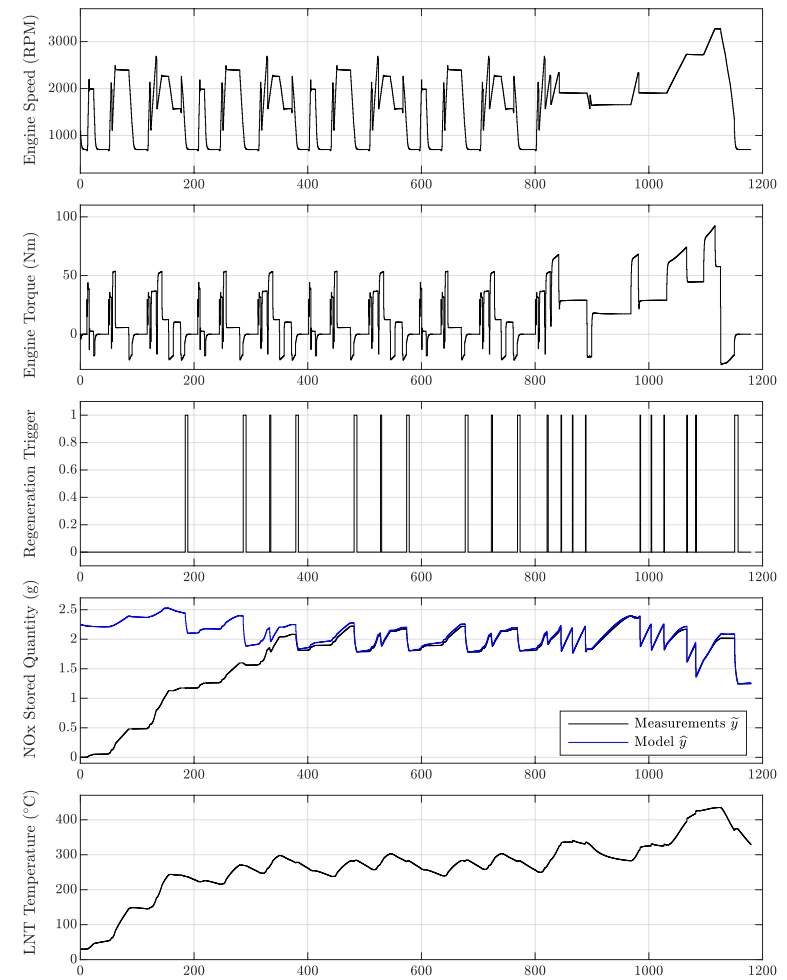 Engine Speed (RPM)
3000
2000
1000
0 200 400 600 800 1000 1200
Engine Torque (Nm)
100
50
0
0 200 400 600 800 1000 1200
Regeneration Trigger
1
0.8
0.6
0.4
0.2
0
0 200 400 600 800 1000 1200
NOx Stored Quantity (g)
2.5
2
1.5
1
0.5
0
Measurements ỹ
Model ŷ
0 200 400 600 800 1000 1200
LNT Temperature (°C)
400
300
200
100
0
0 200 400 600 800 1000 1200